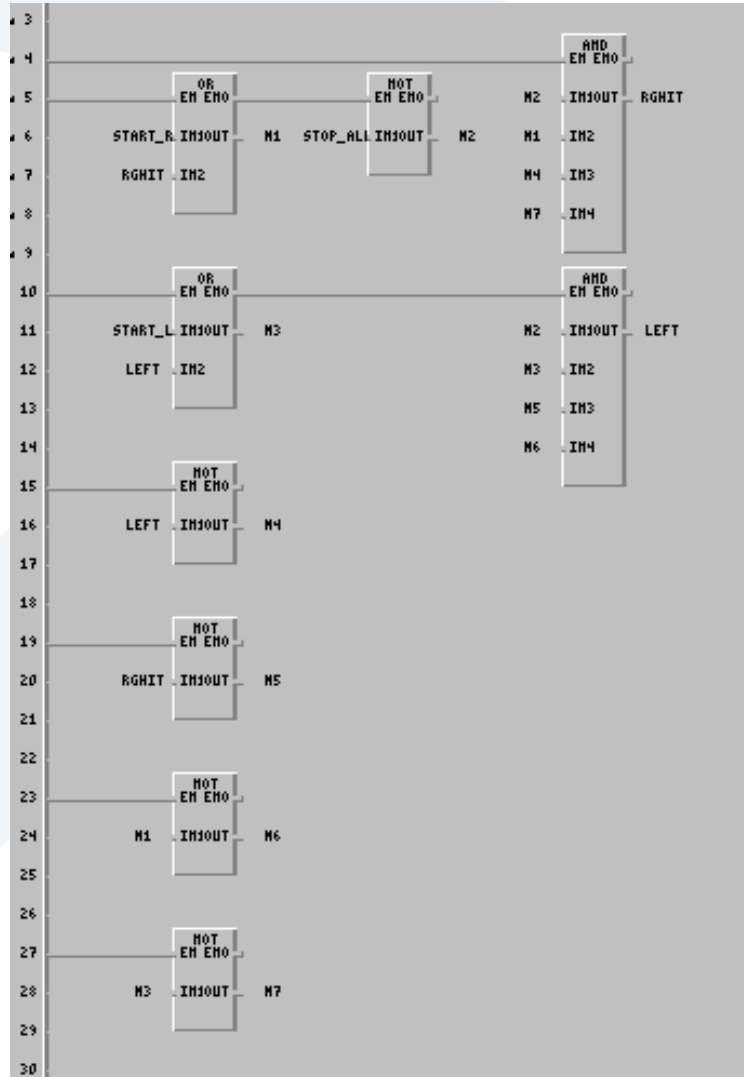 3
AND
4 EN ENO
OR NOT
5 EN ENO EN ENO M2 IN1OUT RGHIT
6 START_R IN1OUT M1 STOP_ALL IN1OUT M2 M1 IN2
7 RGHIT IN2 M4 IN3
8 M7 IN4
9
OR AND
10 EN ENO EN ENO
11 START_L IN1OUT M3 M2 IN1OUT LEFT
12 LEFT IN2 M3 IN2
13 M5 IN3
14 M6 IN4
NOT
15 EN ENO
16 LEFT IN1OUT M4
17
18
NOT
19 EN ENO
20 RGHIT IN1OUT M5
21
22
NOT
23 EN ENO
24 M1 IN1OUT M6
25
26
NOT
27 EN ENO
28 M3 IN1OUT M7
29
30